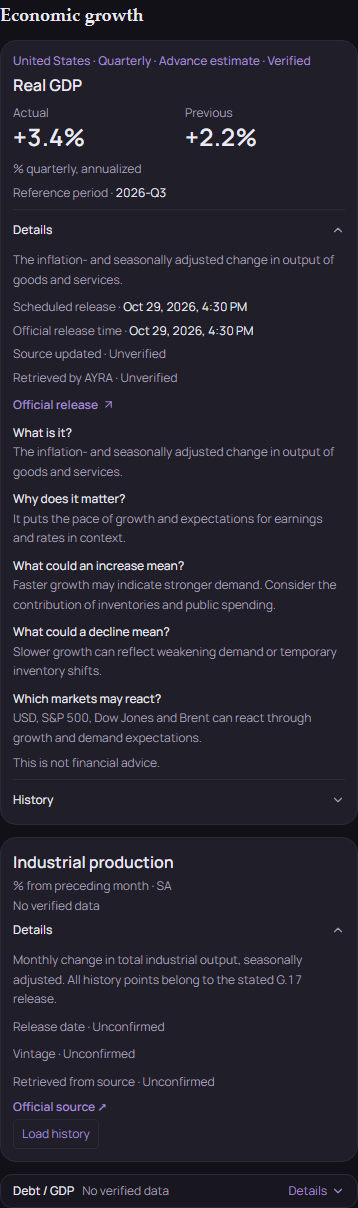 Economic growth
United States · Quarterly · Advance estimate · Verified
Real GDP
Actual Previous
+3.4% +2.2%
% quarterly, annualized
Reference period · 2026-Q3
Details
The inflation- and seasonally adjusted change in output of
goods and services.
Scheduled release · Oct 29, 2026, 4:30 PM
Official release time · Oct 29, 2026, 4:30 PM
Source updated · Unverified
Retrieved by AYRA · Unverified
Official release ↗
What is it?
The inflation- and seasonally adjusted change in output of
goods and services.
Why does it matter?
It puts the pace of growth and expectations for earnings
and rates in context.
What could an increase mean?
Faster growth may indicate stronger demand. Consider the
contribution of inventories and public spending.
What could a decline mean?
Slower growth can reflect weakening demand or temporary
inventory shifts.
Which markets may react?
USD, S&P 500, Dow Jones and Brent can react through
growth and demand expectations.
This is not financial advice.
History
Industrial production
% from preceding month · SA
No verified data
Details
Monthly change in total industrial output, seasonally
adjusted. All history points belong to the stated G.17
release.
Release date · Unconfirmed
Vintage · Unconfirmed
Retrieved from source · Unconfirmed
Official source ↗
Load history
Debt / GDP No verified data Details